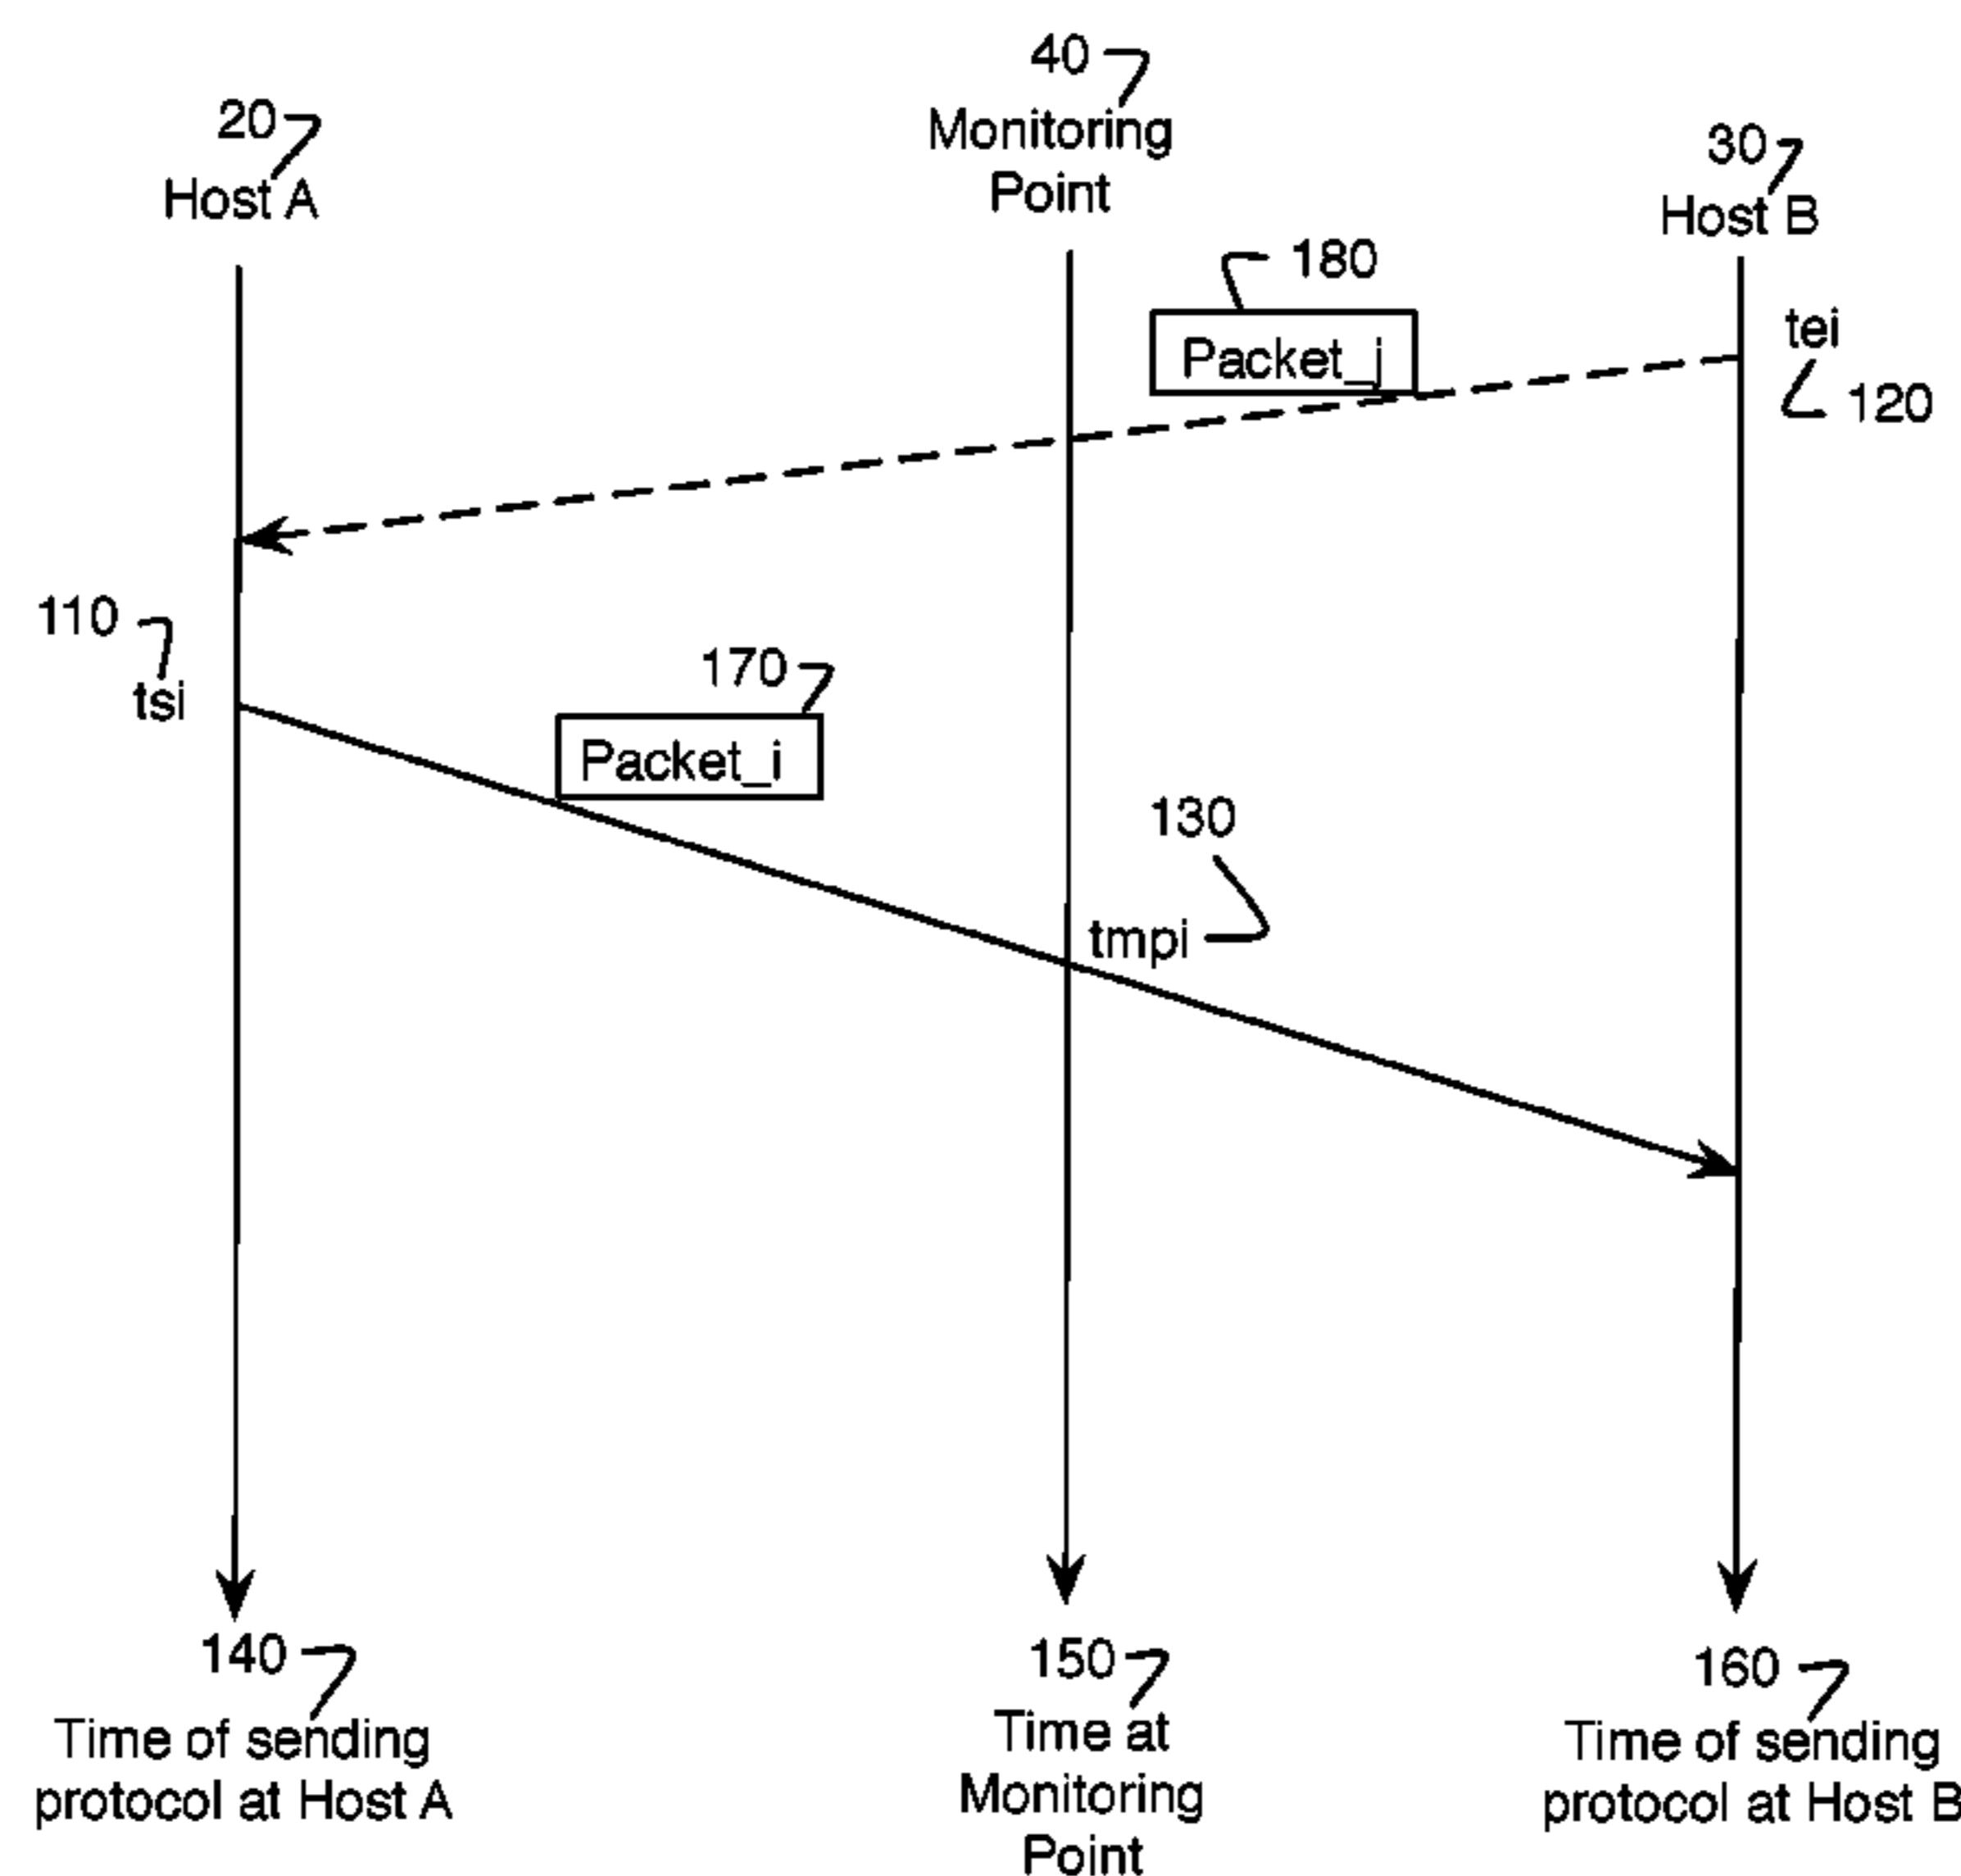 40
Monitoring
Point
20
Host A
30
Host B
180
Packet_j
tei
120
110
tsi
170
Packet_i
130
tmpi
140
Time of sending
protocol at Host A
150
Time at
Monitoring
Point
160
Time of sending
protocol at Host B